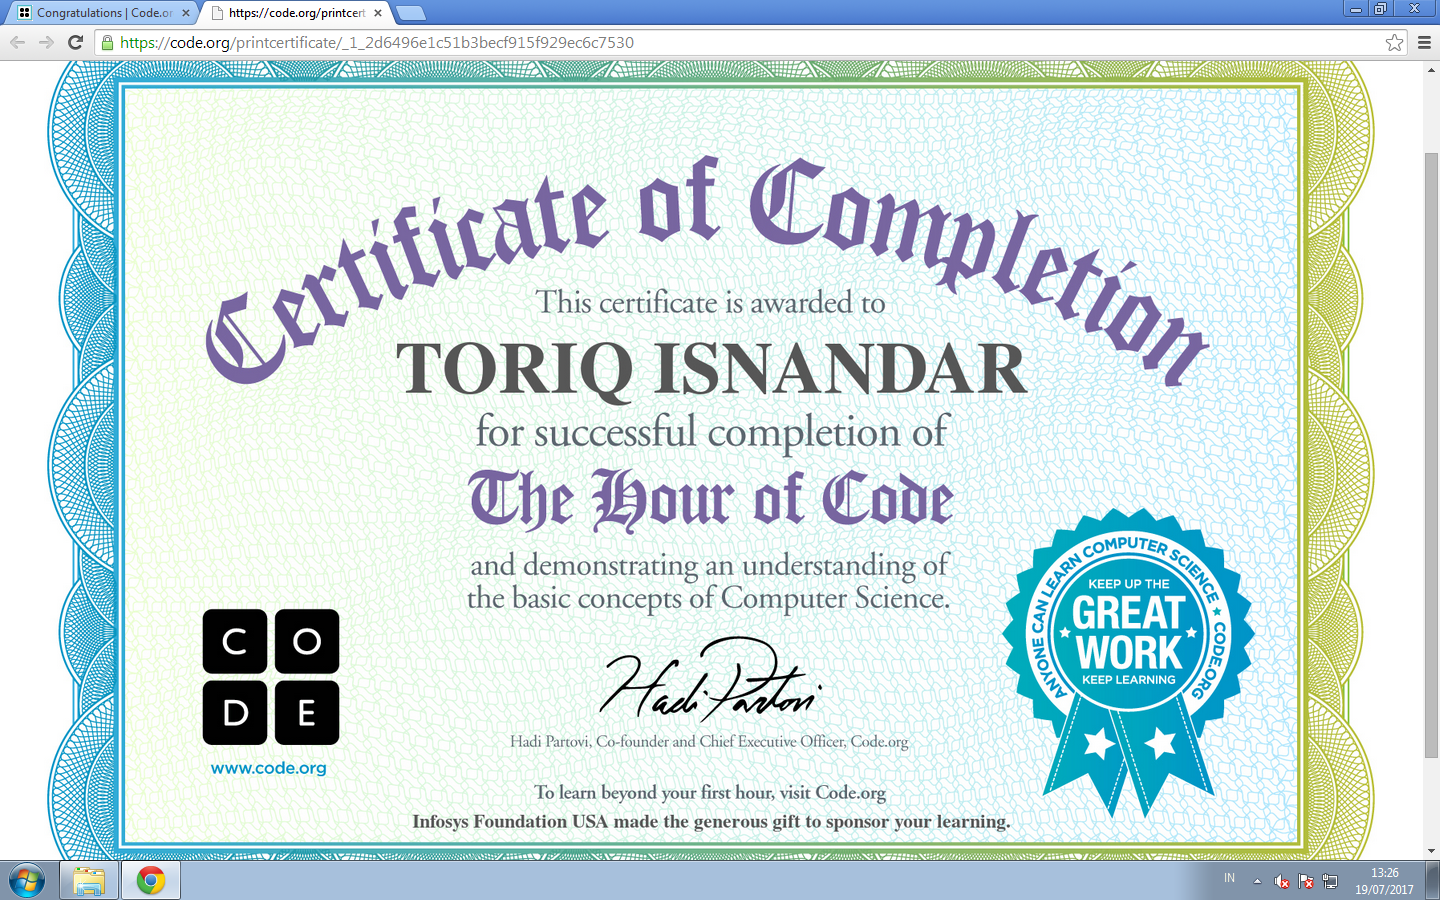 Congratulations | Code.or
https://code.org/printcert
https://code.org/printcertificate/_1_2d6496e1c51b3becf915f929ec6c7530
Certificate of Completion
This certificate is awarded to
TORIQ ISNANDAR
for successful completion of
The Hour of Code
and demonstrating an understanding of
the basic concepts of Computer Science.
C O
D E
www.code.org
Hadi Partovi
Hadi Partovi, Co-founder and Chief Executive Officer, Code.org
To learn beyond your first hour, visit Code.org
Infosys Foundation USA made the generous gift to sponsor your learning.
ANYONE CAN LEARN COMPUTER SCIENCE ★ CODE.ORG
KEEP UP THE
GREAT
WORK
KEEP LEARNING
IN
13:26
19/07/2017